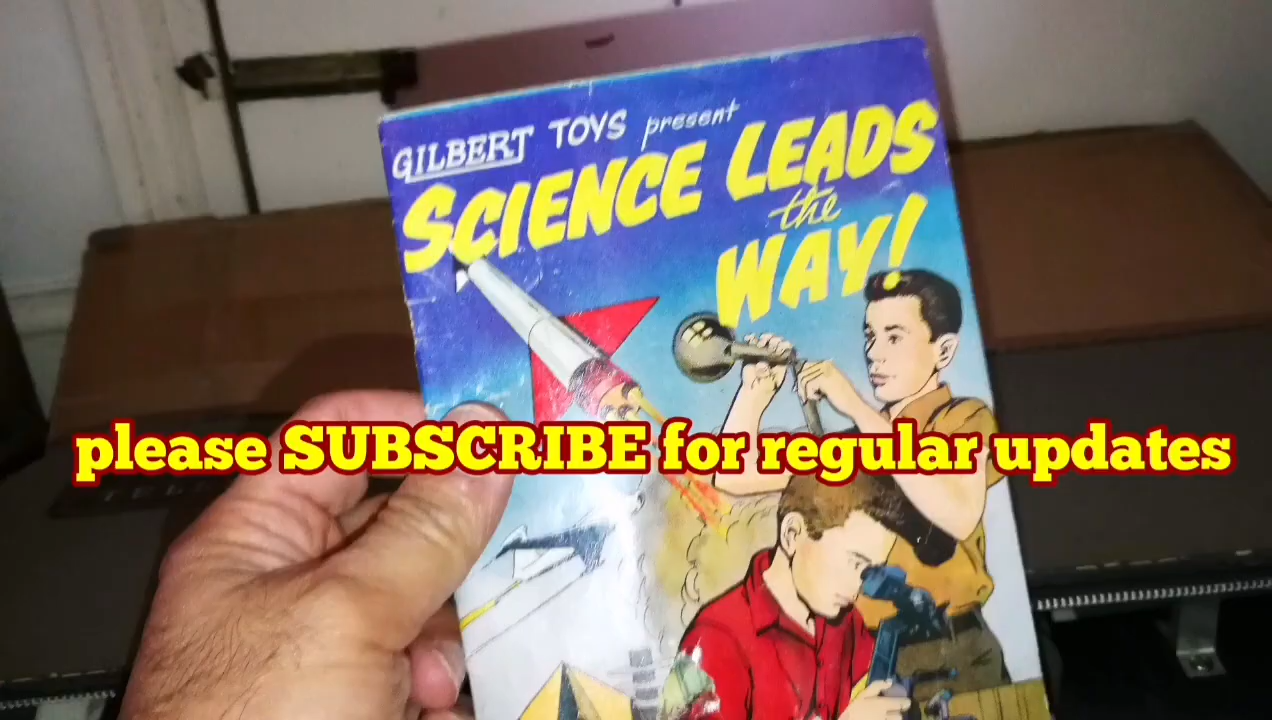 GILBERT TOYS present
SCIENCE LEADS
the
WAY!
please SUBSCRIBE for regular updates